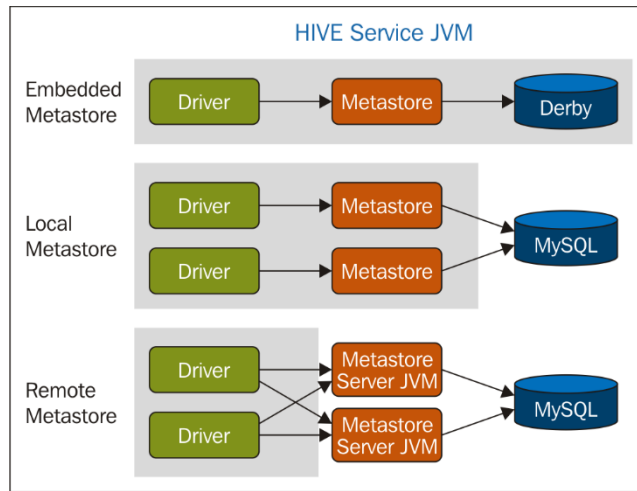 HIVE Service JVM
Embedded
Metastore
Driver
Metastore
Derby
Local
Metastore
Driver
Metastore
Driver
Metastore
MySQL
Remote
Metastore
Driver
Metastore
Server JVM
Driver
Metastore
Server JVM
MySQL